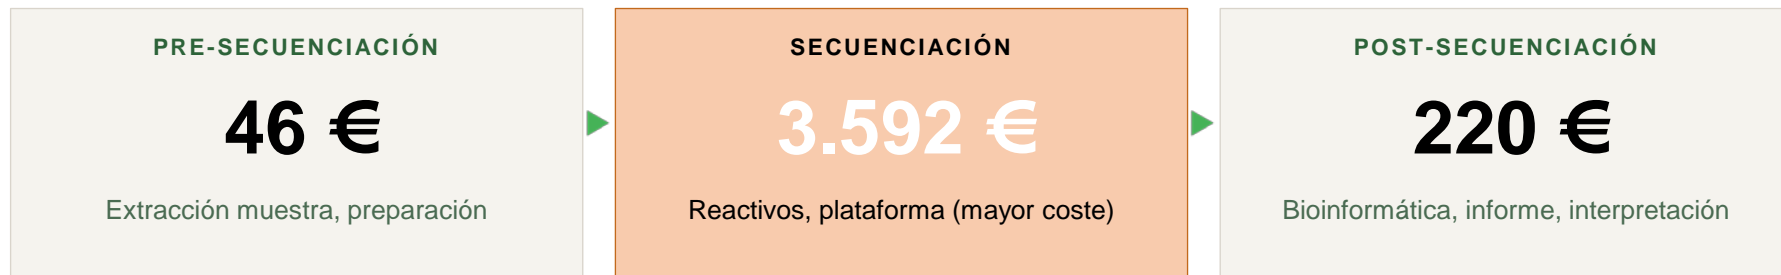 PRE-SECUENCIACIÓN
46 €
Extracción muestra, preparación
SECUENCIACIÓN
3.592 €
Reactivos, plataforma (mayor coste)
POST-SECUENCIACIÓN
220 €
Bioinformática, informe, interpretación